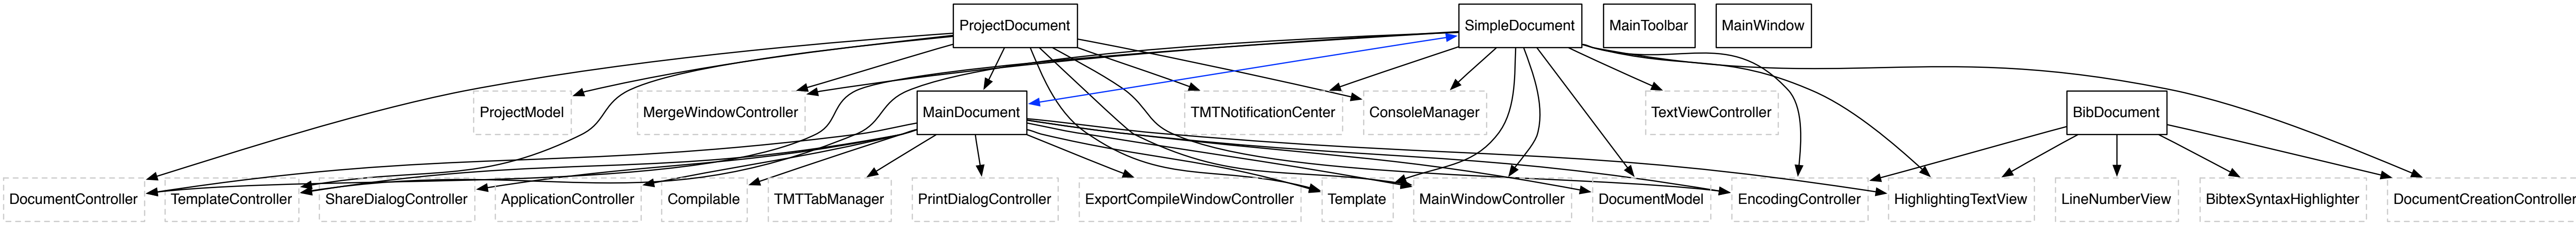 ProjectDocument
SimpleDocument
MainToolbar
MainWindow
ProjectModel
MergeWindowController
MainDocument
TMTNotificationCenter
ConsoleManager
TextViewController
BibDocument
DocumentController
TemplateController
ShareDialogController
ApplicationController
Compilable
TMTTabManager
PrintDialogController
ExportCompileWindowController
Template
MainWindowController
DocumentModel
EncodingController
HighlightingTextView
LineNumberView
BibtexSyntaxHighlighter
DocumentCreationController